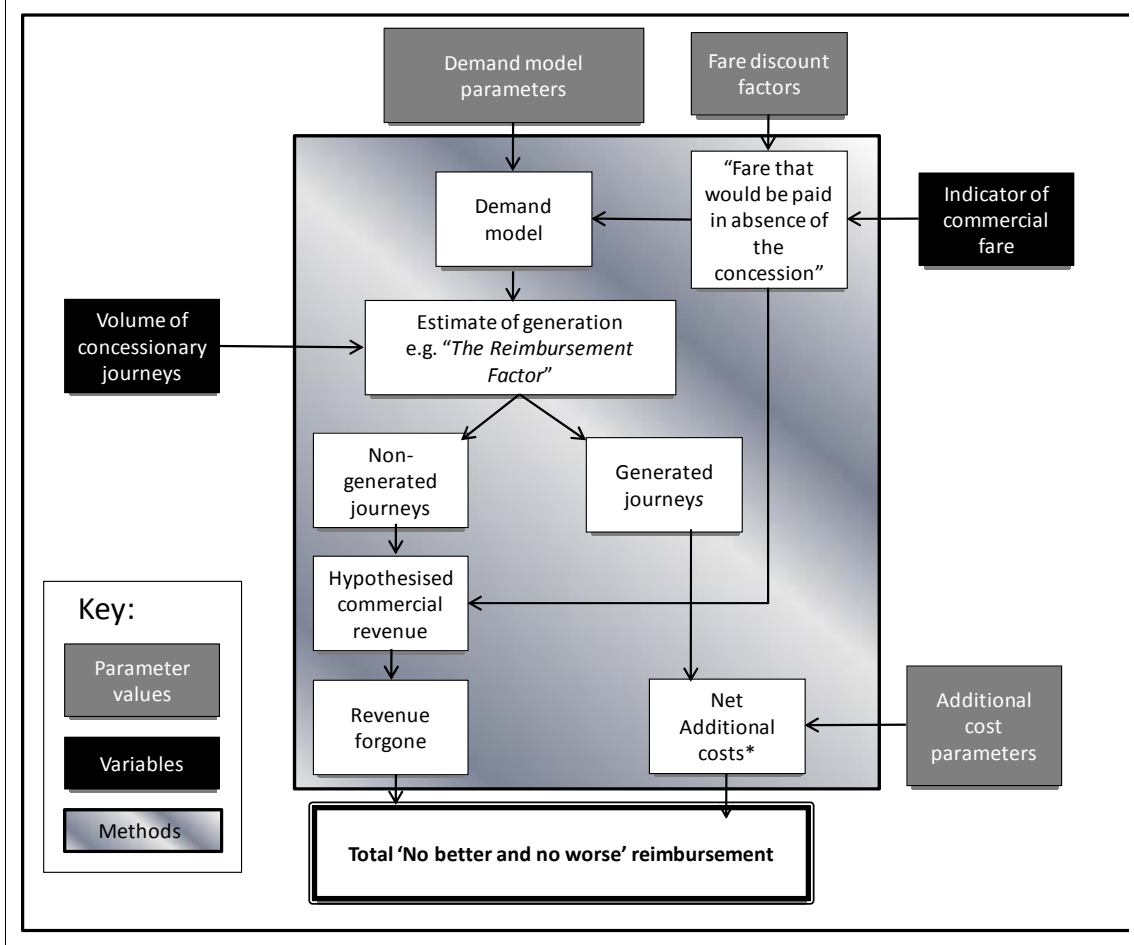 Demand model
parameters
Fare discount
factors
Demand
model
“Fare that
would be paid
in absence of
the
concession”
Indicator of
commercial
fare
Volume of
concessionary
journeys
Estimate of generation
e.g. “The Reimbursement
Factor”
Non-
generated
journeys
Generated
journeys
Hypothesised
commercial
revenue
Revenue
forgone
Net
Additional
costs*
Additional
cost
parameters
Total ‘No better and no worse’ reimbursement
Key:
Parameter
values
Variables
Methods